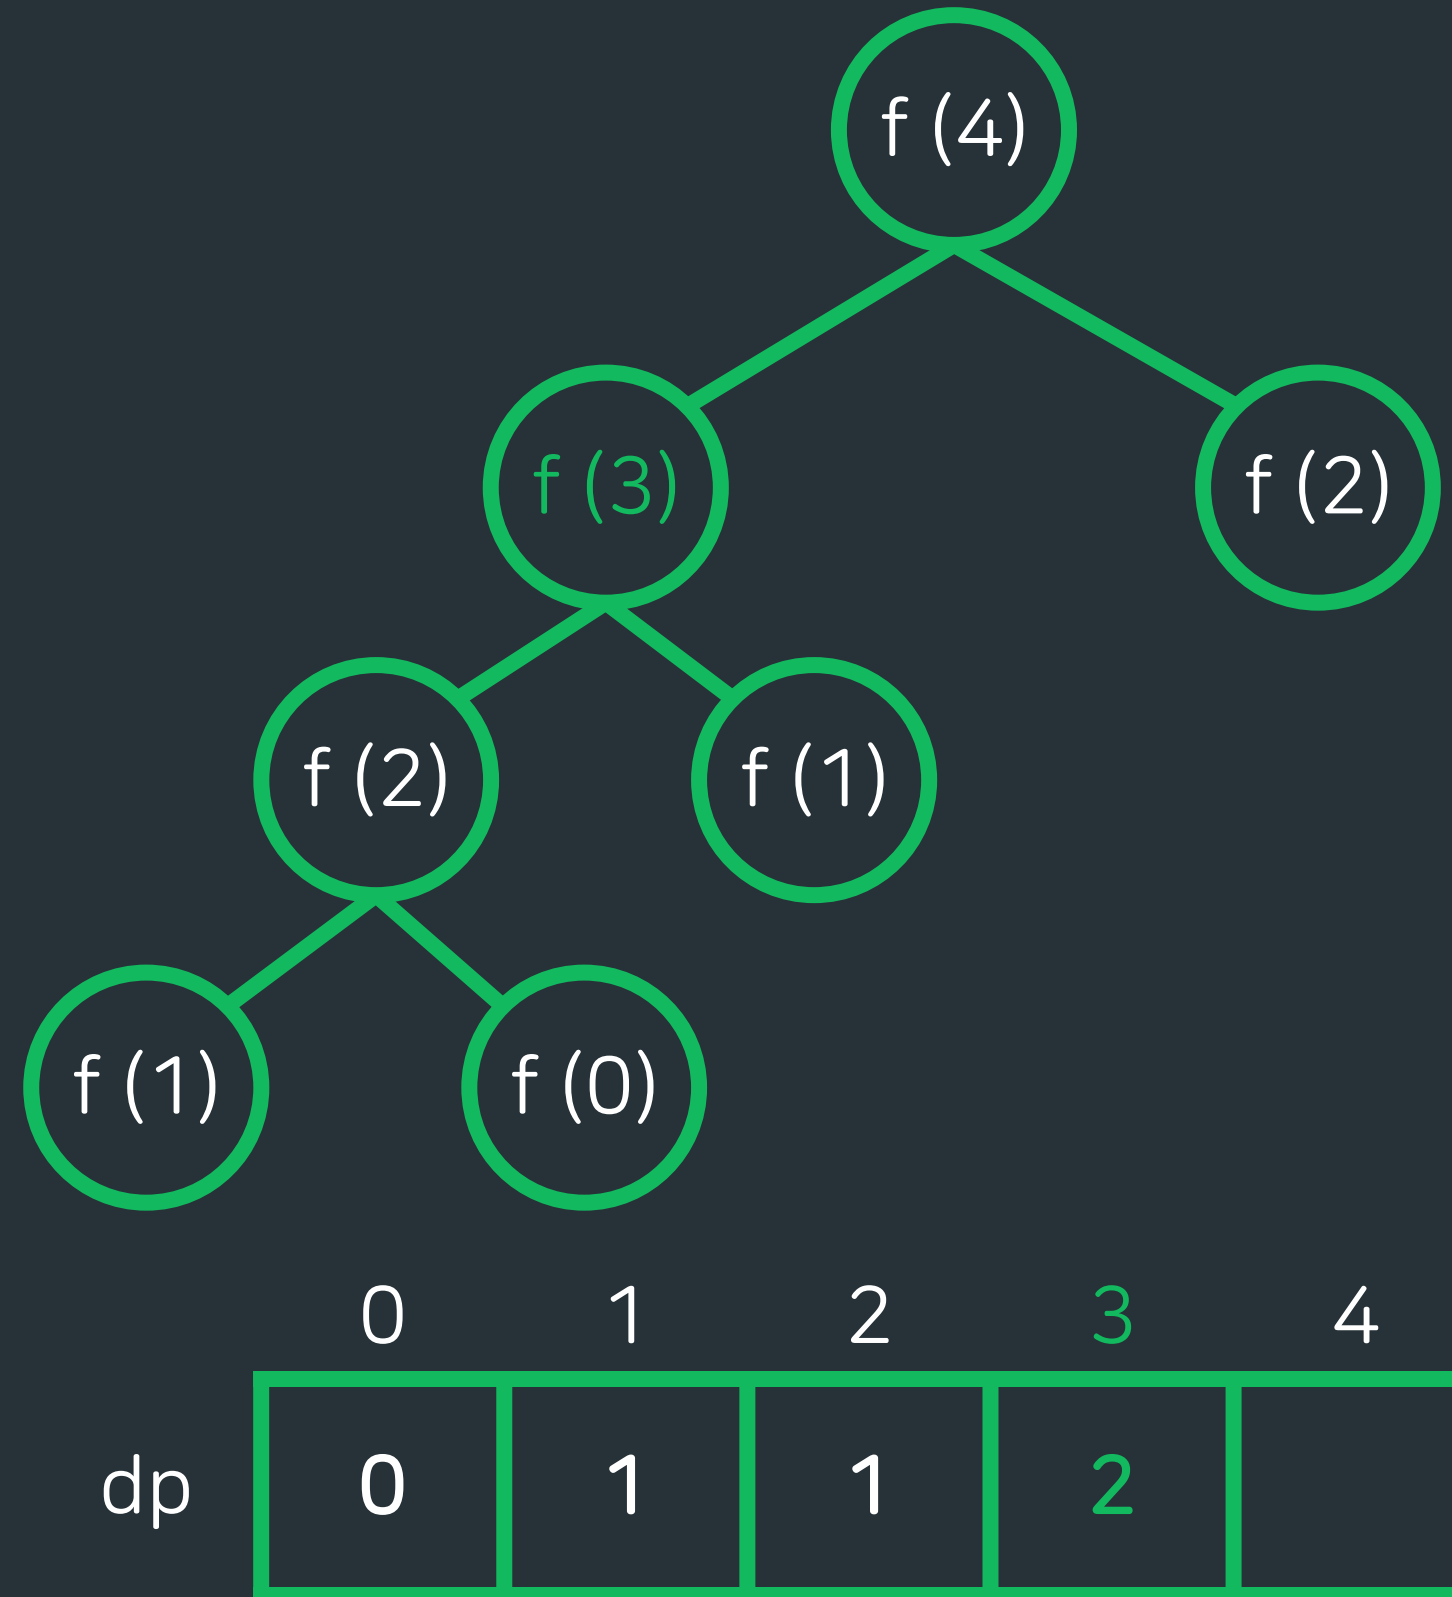 f (4)
f (3) f (2)
f (2) f (1)
f (1) f (0)
0 1 2 3 4
dp 0 1 1 2